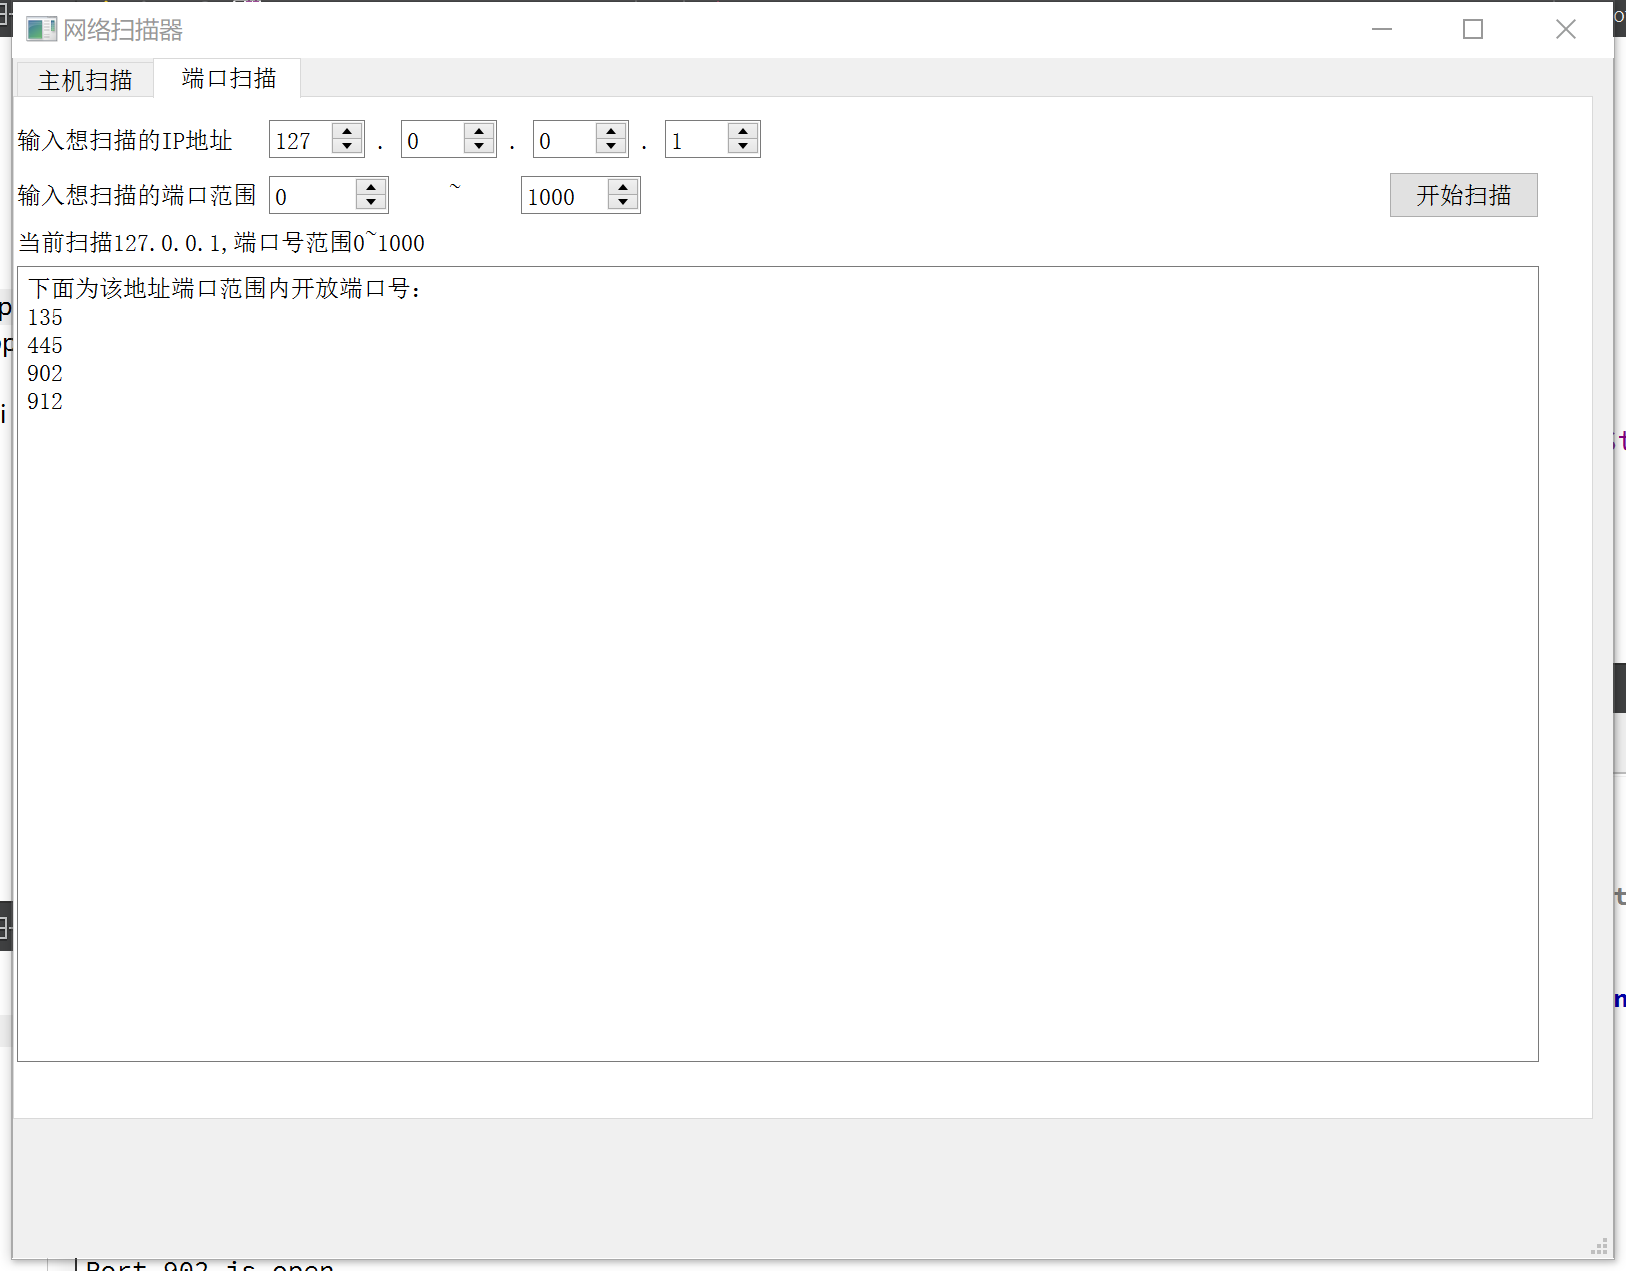 网络扫描器
主机扫描 端口扫描
输入想扫描的IP地址 127 . 0 . 0 . 1
输入想扫描的端口范围 0 ~ 1000 开始扫描
当前扫描127.0.0.1,端口号范围0~1000
下面为该地址端口范围内开放端口号：
135
445
902
912
Port 902 is open